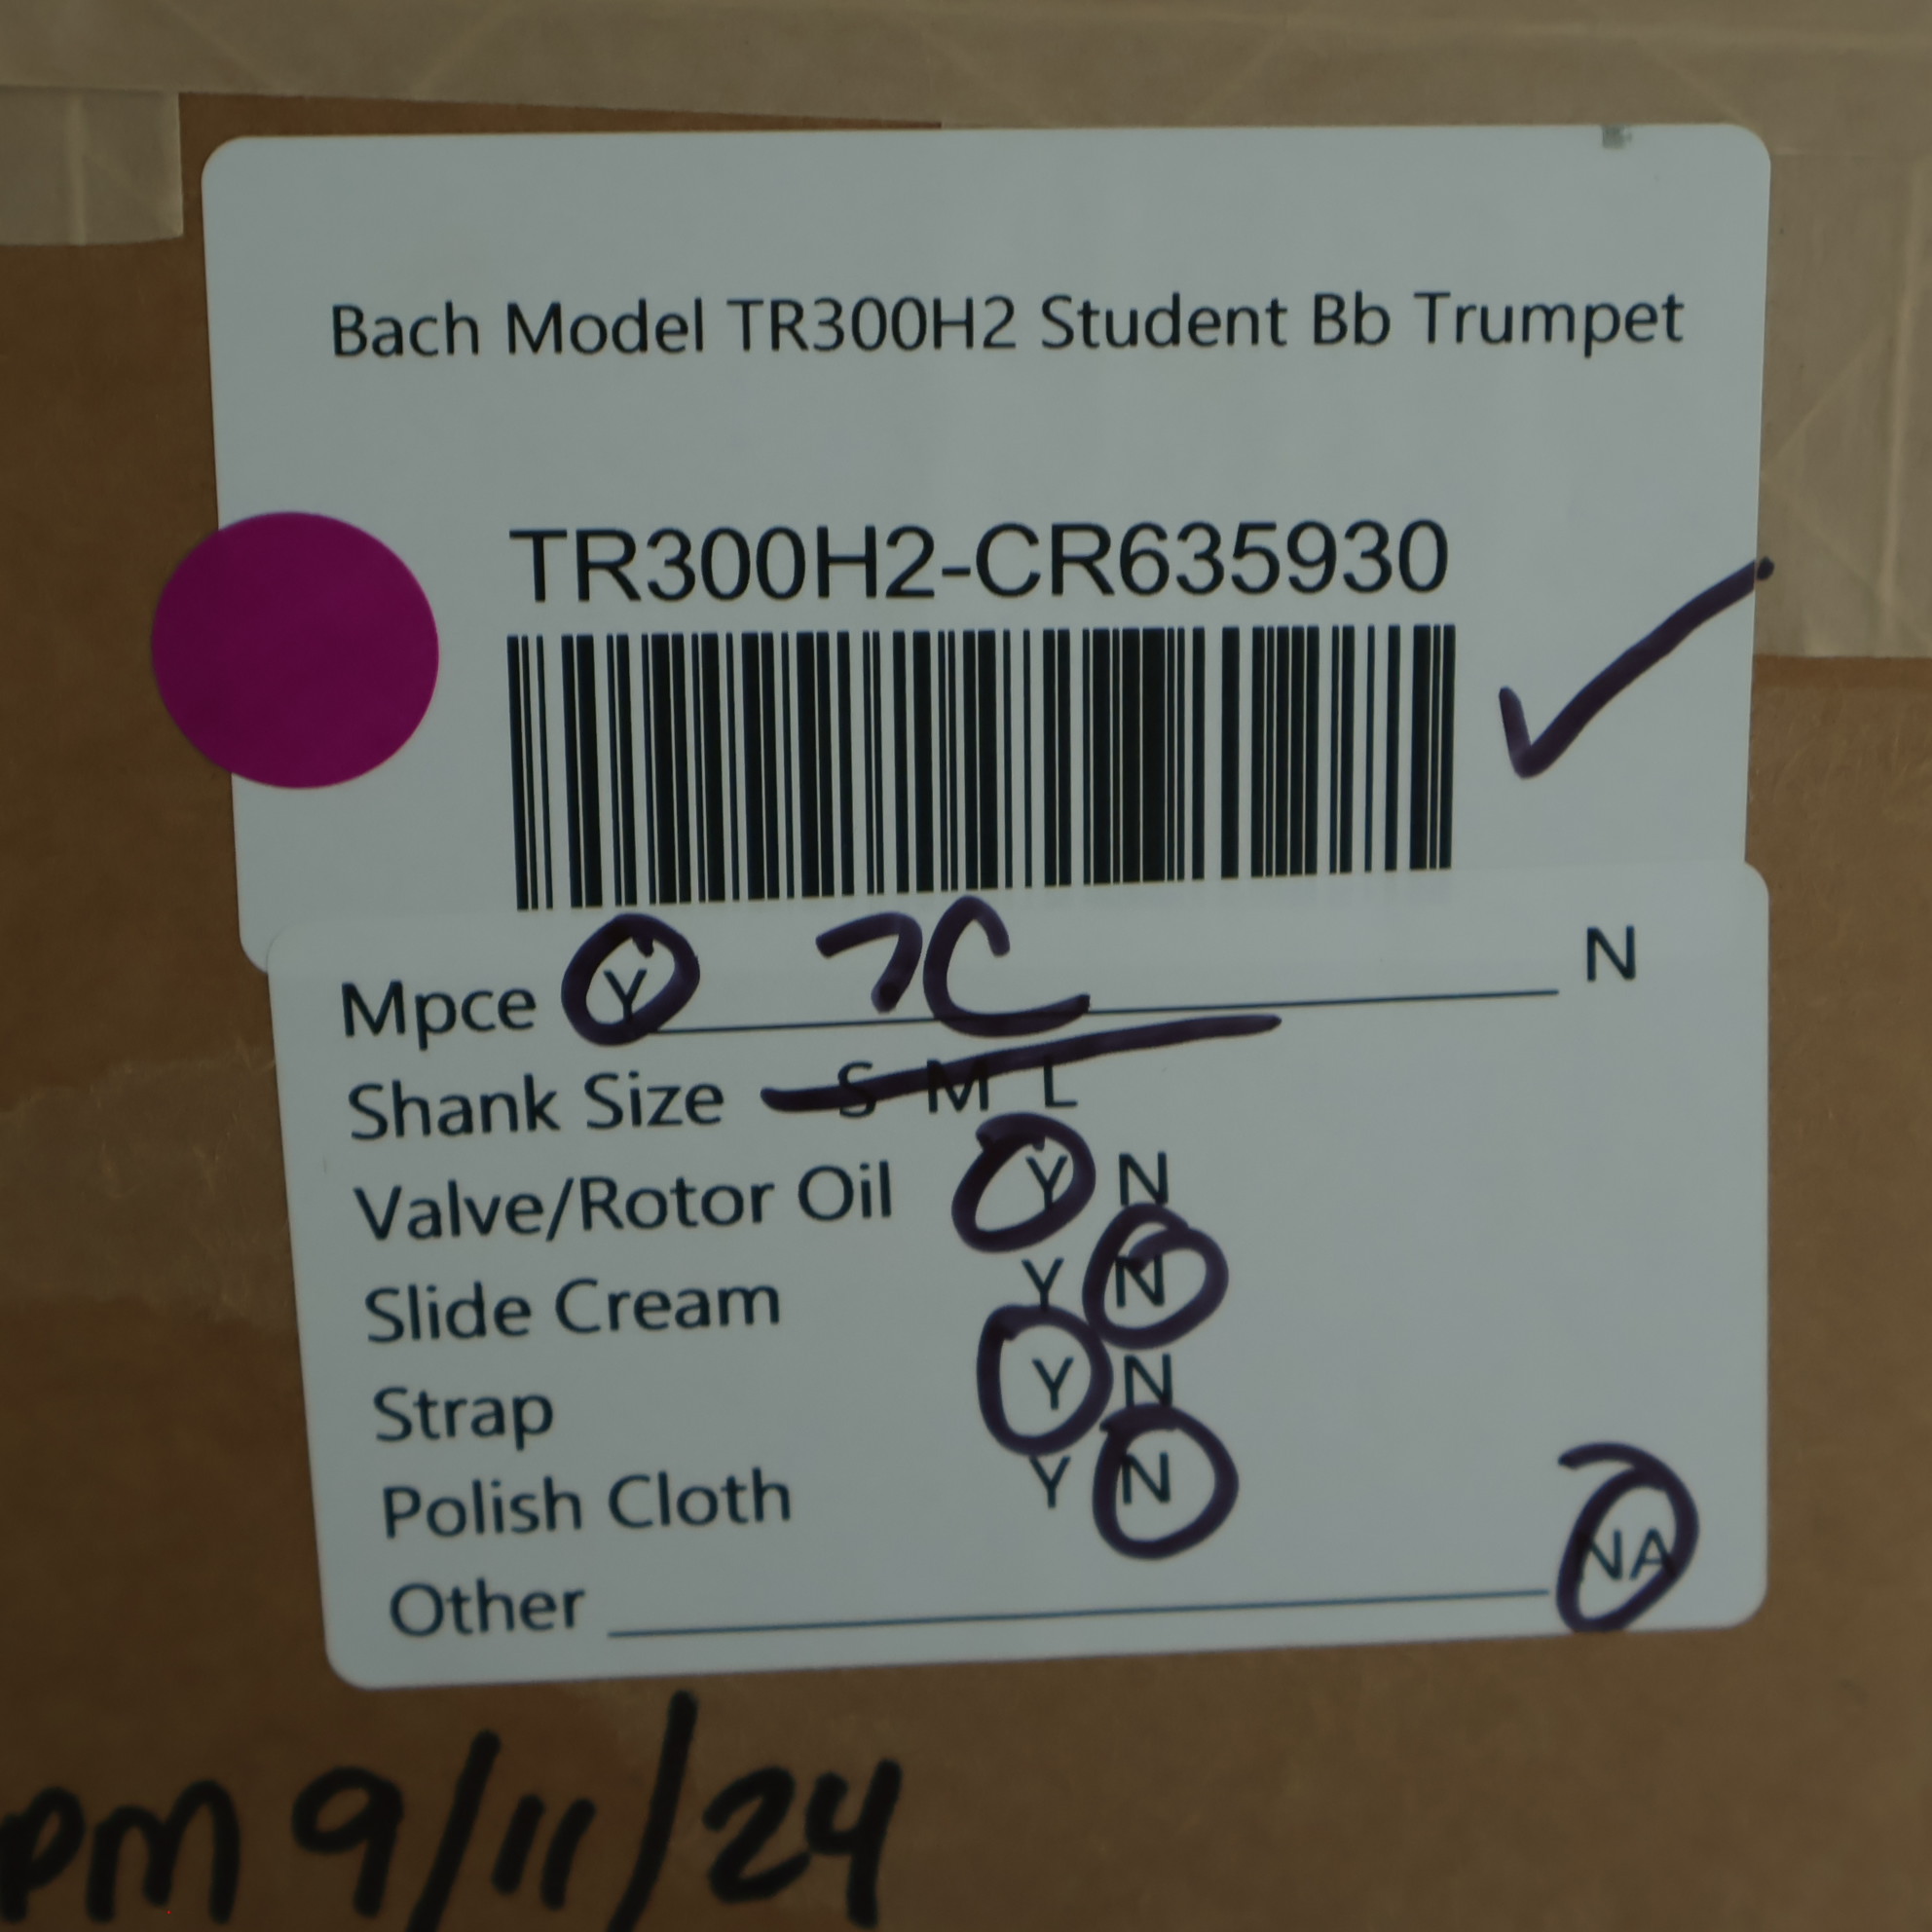 Bach Model TR300H2 Student Bb Trumpet
TR300H2-CR635930
Mpce Y 7C N
Shank Size S M L
Valve/Rotor Oil Y N
Slide Cream Y N
Strap Y N
Polish Cloth Y N
Other NA
PM 9/11/24